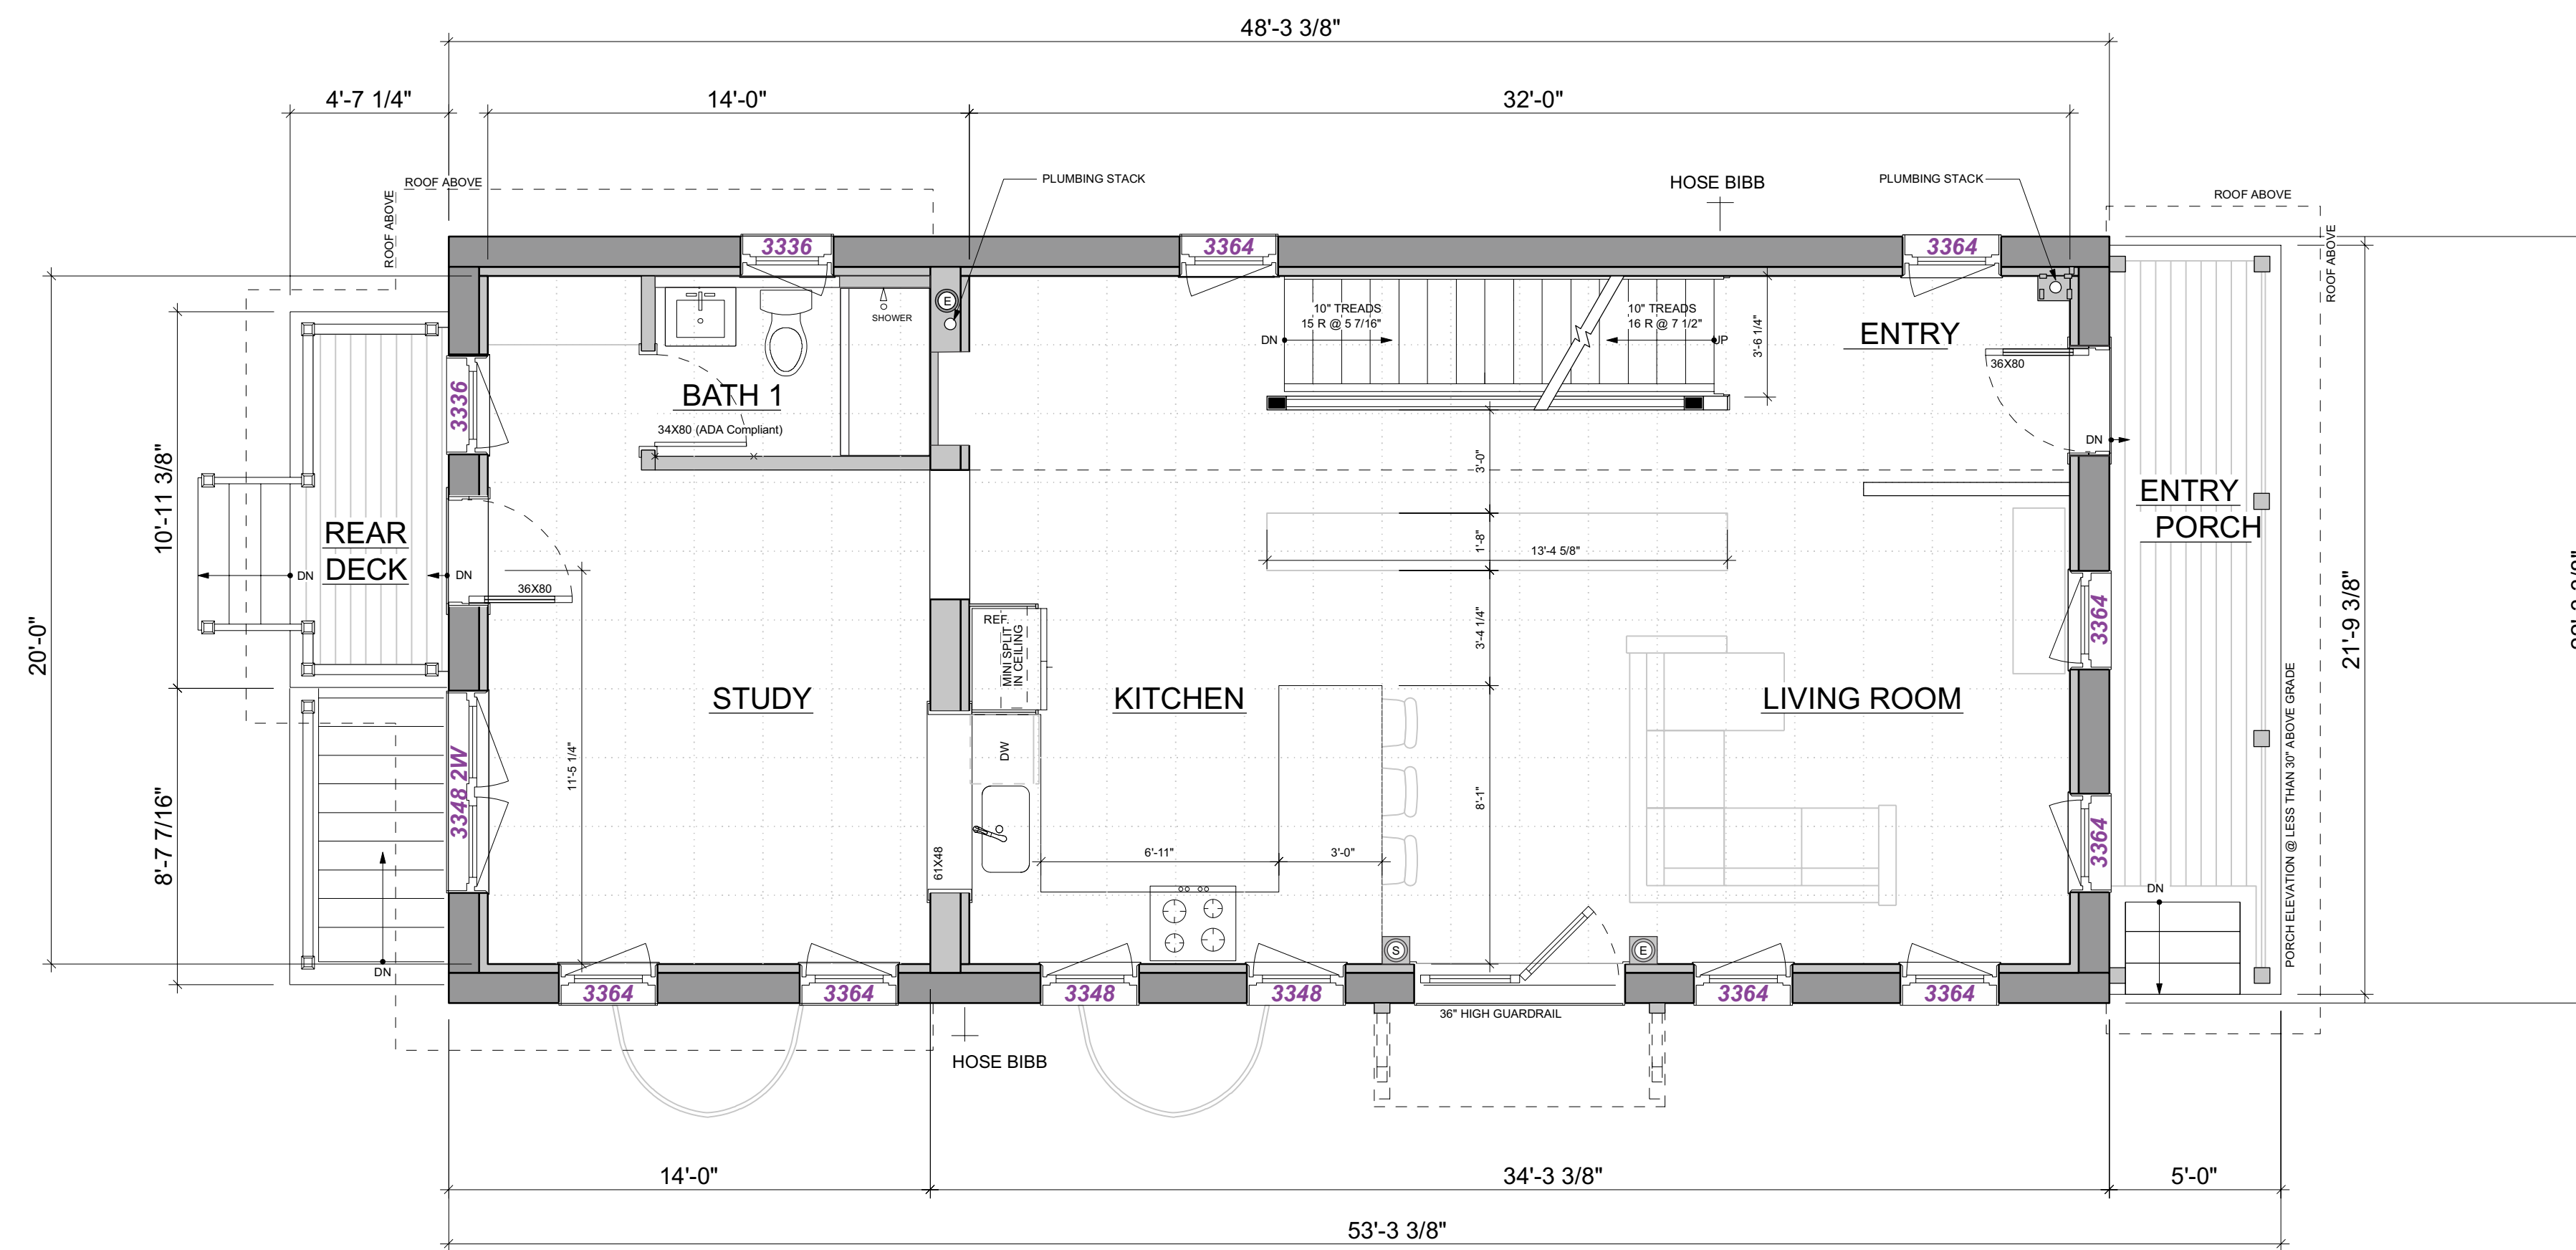 48'-3 3/8"
4'-7 1/4"
14'-0"
32'-0"
ROOF ABOVE
ROOF ABOVE
PLUMBING STACK
HOSE BIBB
PLUMBING STACK
ROOF ABOVE
ROOF ABOVE
3336
3364
3364
E
SHOWER
10" TREADS
15 R @ 5 7/16"
10" TREADS
16 R @ 7 1/2"
DN
UP
3'-6 1/4"
ENTRY
36X80
3336
BATH 1
34X80 (ADA Compliant)
DN
3'-0"
10'-11 3/8"
REAR
DECK
DN
DN
36X80
1'-8"
13'-4 5/8"
ENTRY
PORCH
20'-0"
REF.
MINI SPLIT
IN CEILING
3'-4 1/4"
3364
21'-9 3/8"
STUDY
KITCHEN
LIVING ROOM
PORCH ELEVATION @ LESS THAN 30" ABOVE GRADE
3348 2W
11'-5 1/4"
DW
8'-1"
8'-7 7/16"
61X48
6'-11"
3'-0"
3364
DN
DN
S
E
3364
3364
3348
3348
3364
3364
36" HIGH GUARDRAIL
HOSE BIBB
14'-0"
34'-3 3/8"
5'-0"
53'-3 3/8"